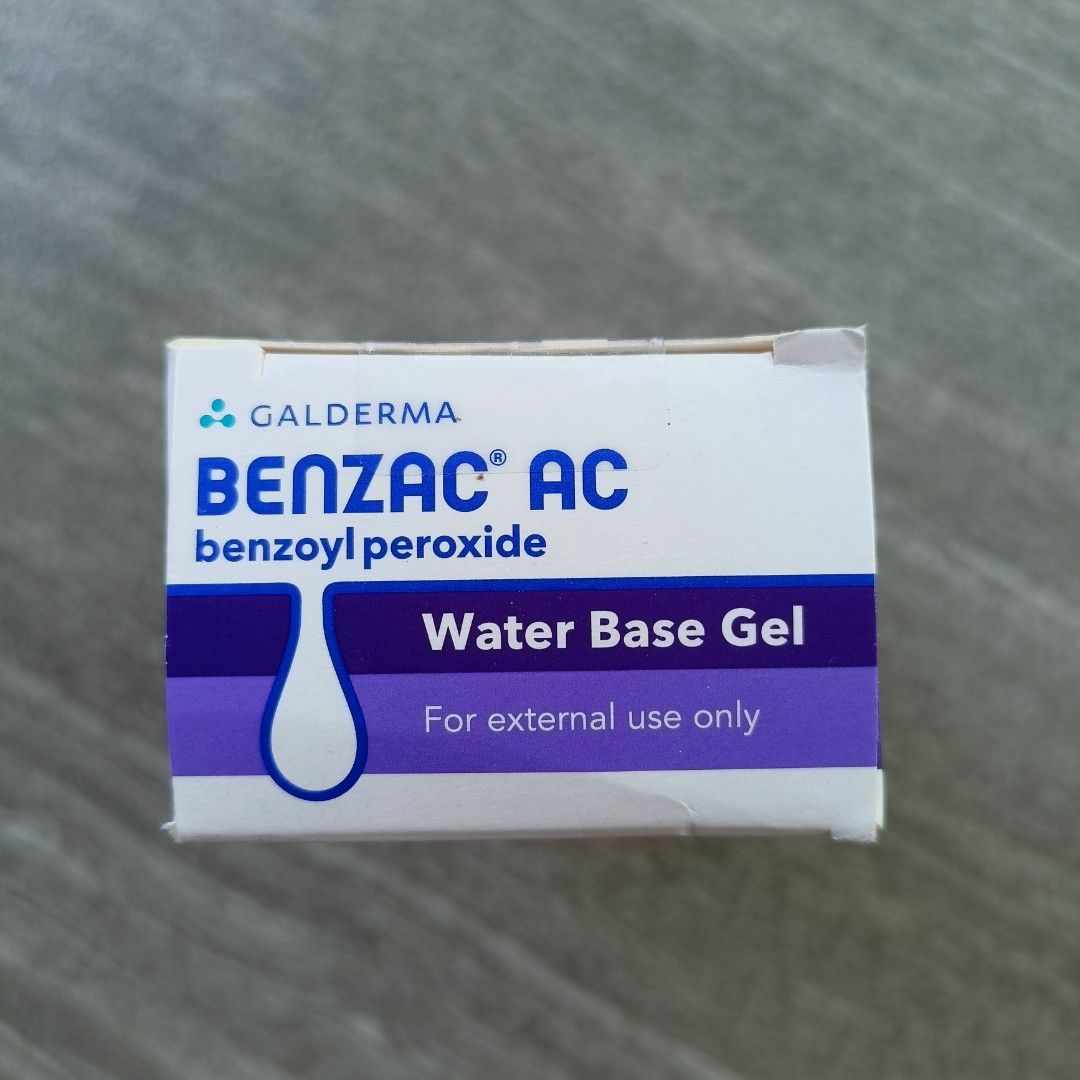 GALDERMA
BENZAC® AC
benzoyl peroxide
Water Base Gel
For external use only